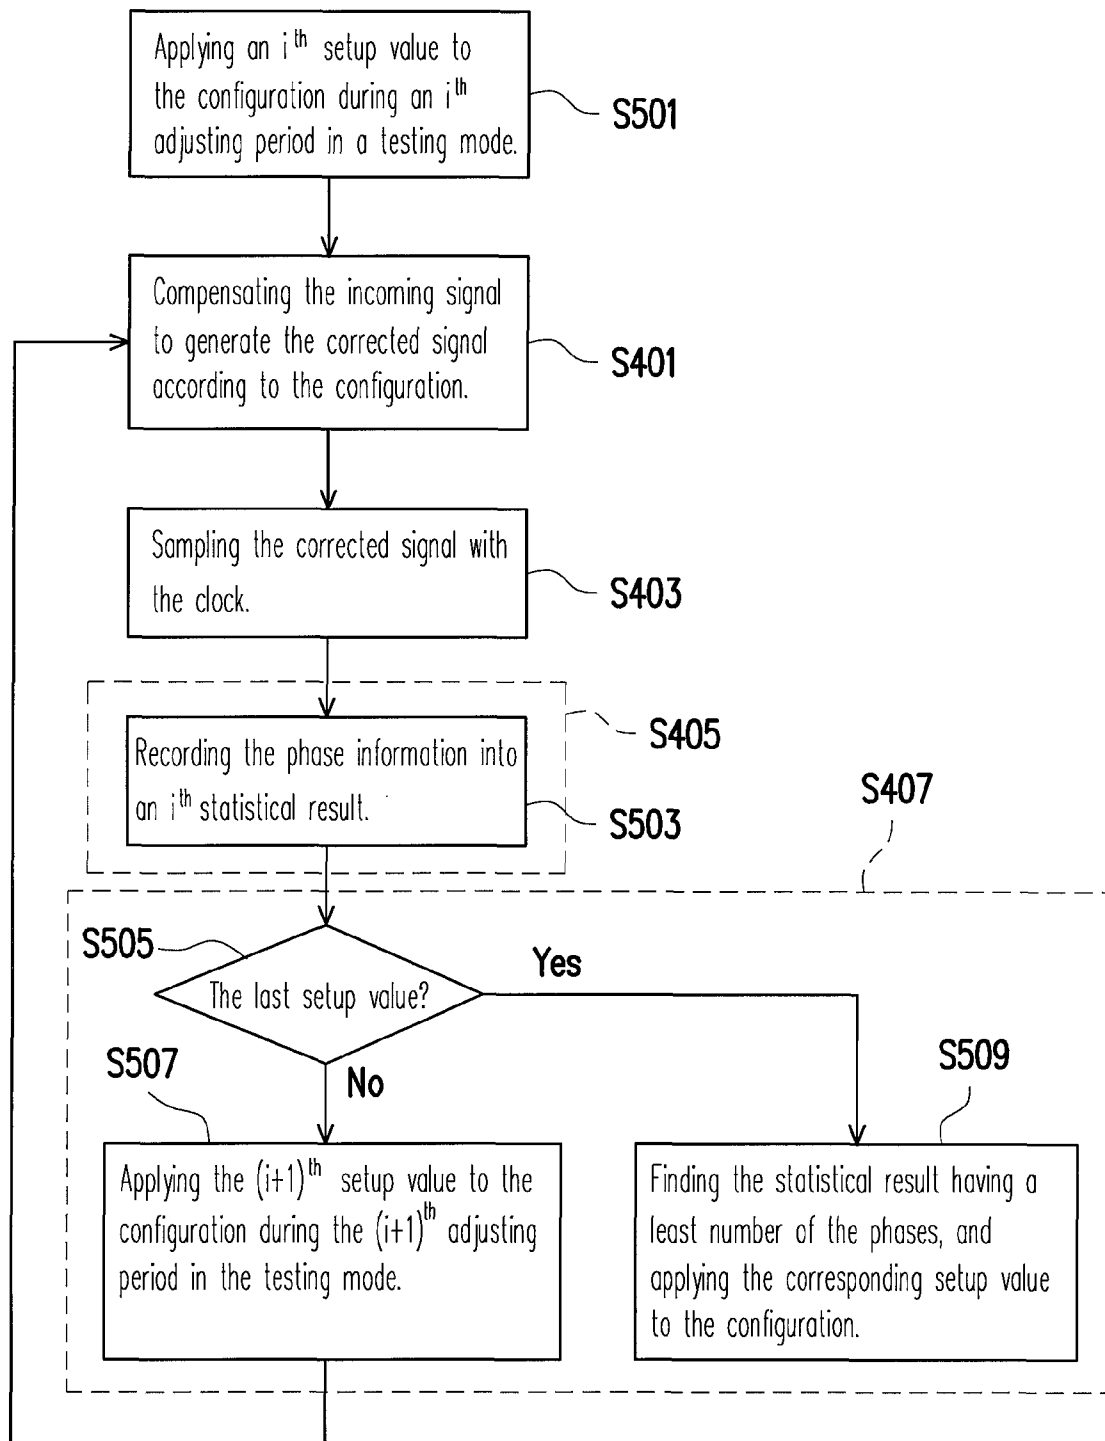 Applying an i th setup value to
the configuration during an i th
adjusting period in a testing mode.
S501
Compensating the incoming signal
to generate the corrected signal
according to the configuration.
S401
Sampling the corrected signal with
the clock.
S403
S405
Recording the phase information into
an i th statistical result.
S503
S407
S505
The last setup value?
Yes
No
S507
Applying the (i+1) th setup value to the
configuration during the (i+1) th adjusting
period in the testing mode.
S509
Finding the statistical result having a
least number of the phases, and
applying the corresponding setup value
to the configuration.